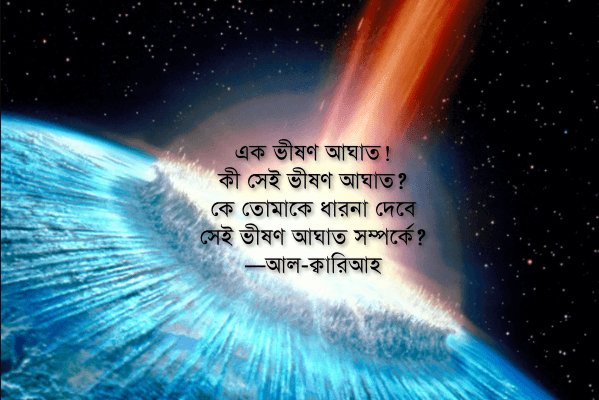 এক ভীষণ আঘাত!
কী সেই ভীষণ আঘাত?
কে তোমাকে ধারনা দেবে
সেই ভীষণ আঘাত সম্পর্কে?
—আল-ক্বারিআহ